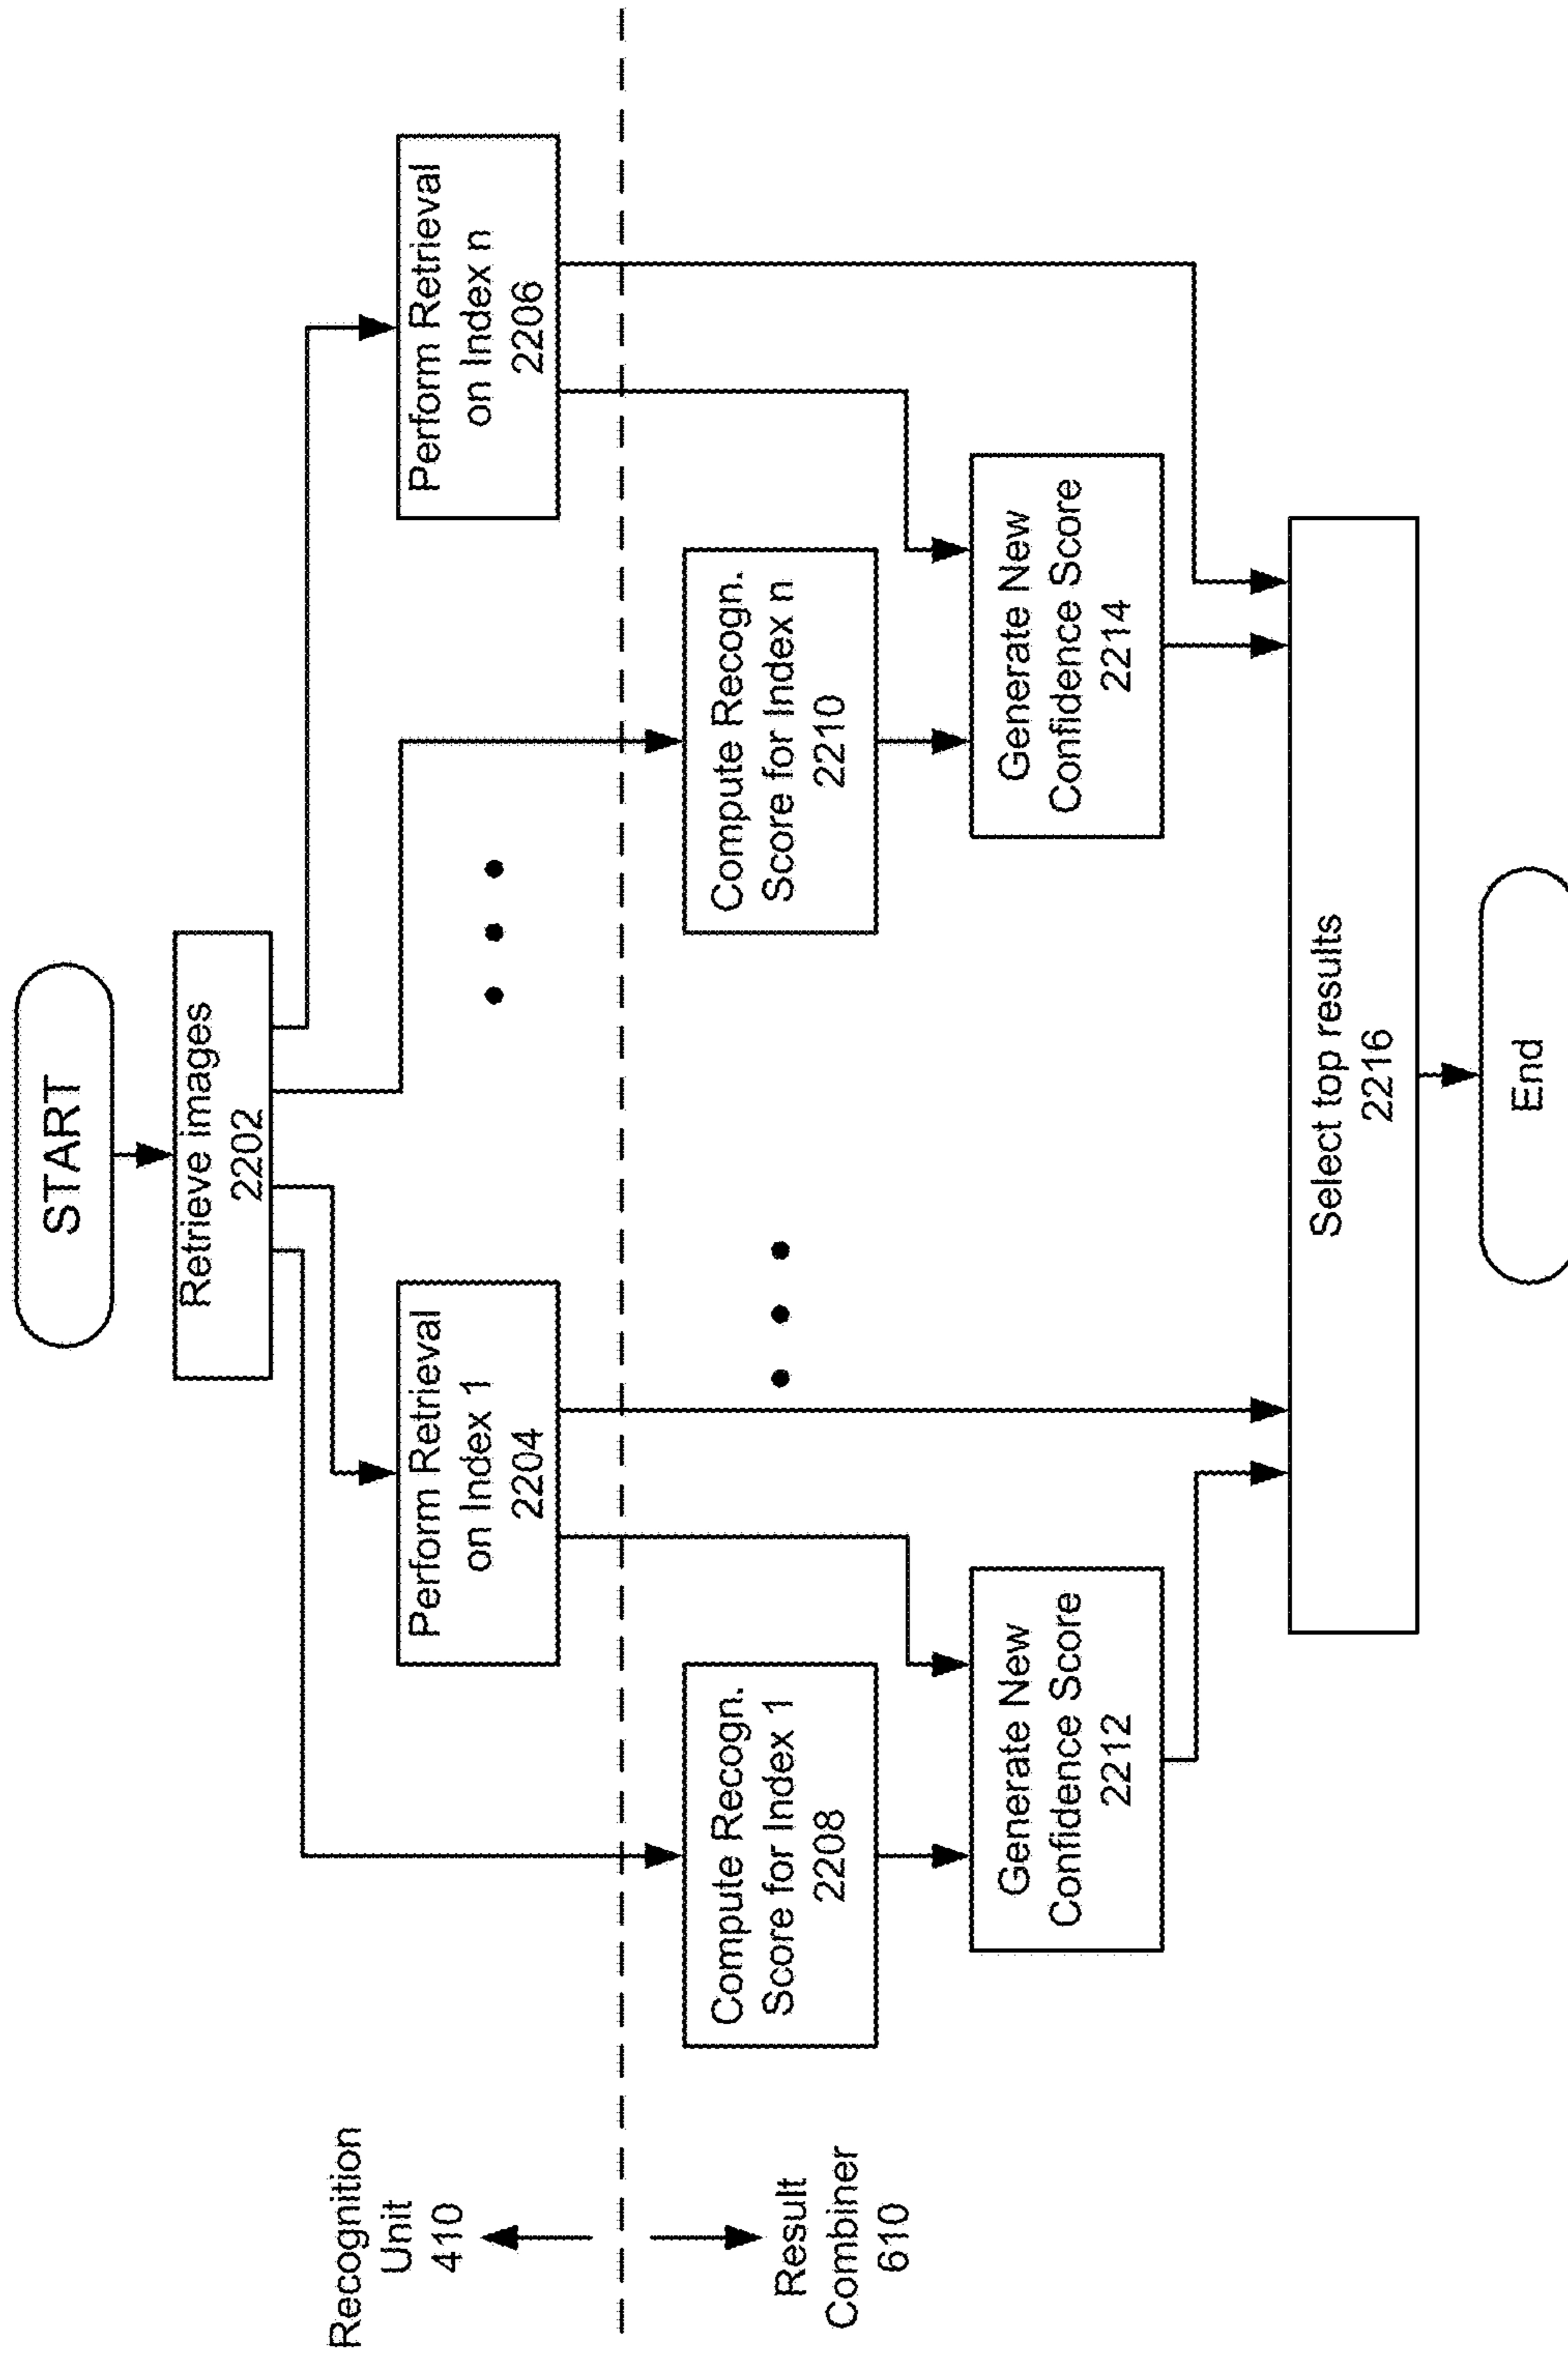 START
Retrieve images
2202
Recognition
Unit
410
Perform Retrieval
on Index 1
2204
Perform Retrieval
on Index n
2206
Result
Combiner
610
Compute Recogn.
Score for Index 1
2208
Compute Recogn.
Score for Index n
2210
Generate New
Confidence Score
2212
Generate New
Confidence Score
2214
Select top results
2216
End